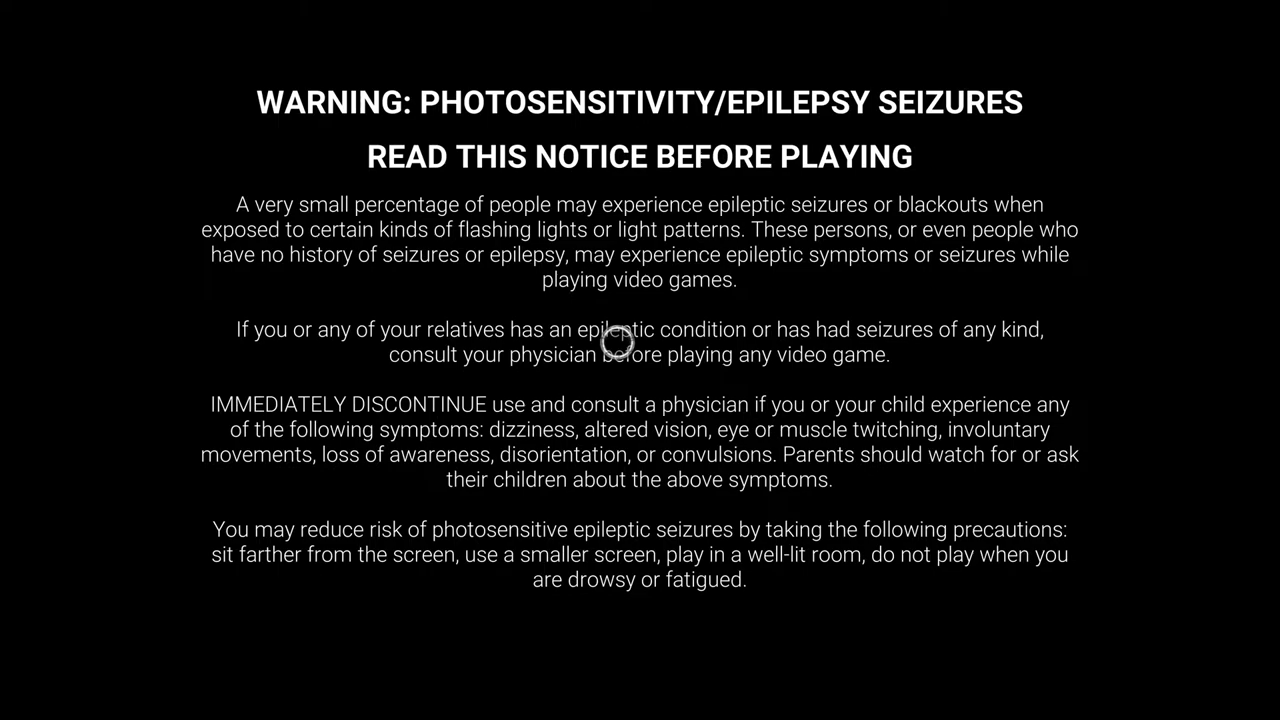 WARNING: PHOTOSENSITIVITY/EPILEPSY SEIZURES
READ THIS NOTICE BEFORE PLAYING
A very small percentage of people may experience epileptic seizures or blackouts when
exposed to certain kinds of flashing lights or light patterns. These persons, or even people who
have no history of seizures or epilepsy, may experience epileptic symptoms or seizures while
playing video games.
If you or any of your relatives has an epileptic condition or has had seizures of any kind,
consult your physician before playing any video game.
IMMEDIATELY DISCONTINUE use and consult a physician if you or your child experience any
of the following symptoms: dizziness, altered vision, eye or muscle twitching, involuntary
movements, loss of awareness, disorientation, or convulsions. Parents should watch for or ask
their children about the above symptoms.
You may reduce risk of photosensitive epileptic seizures by taking the following precautions:
sit farther from the screen, use a smaller screen, play in a well-lit room, do not play when you
are drowsy or fatigued.